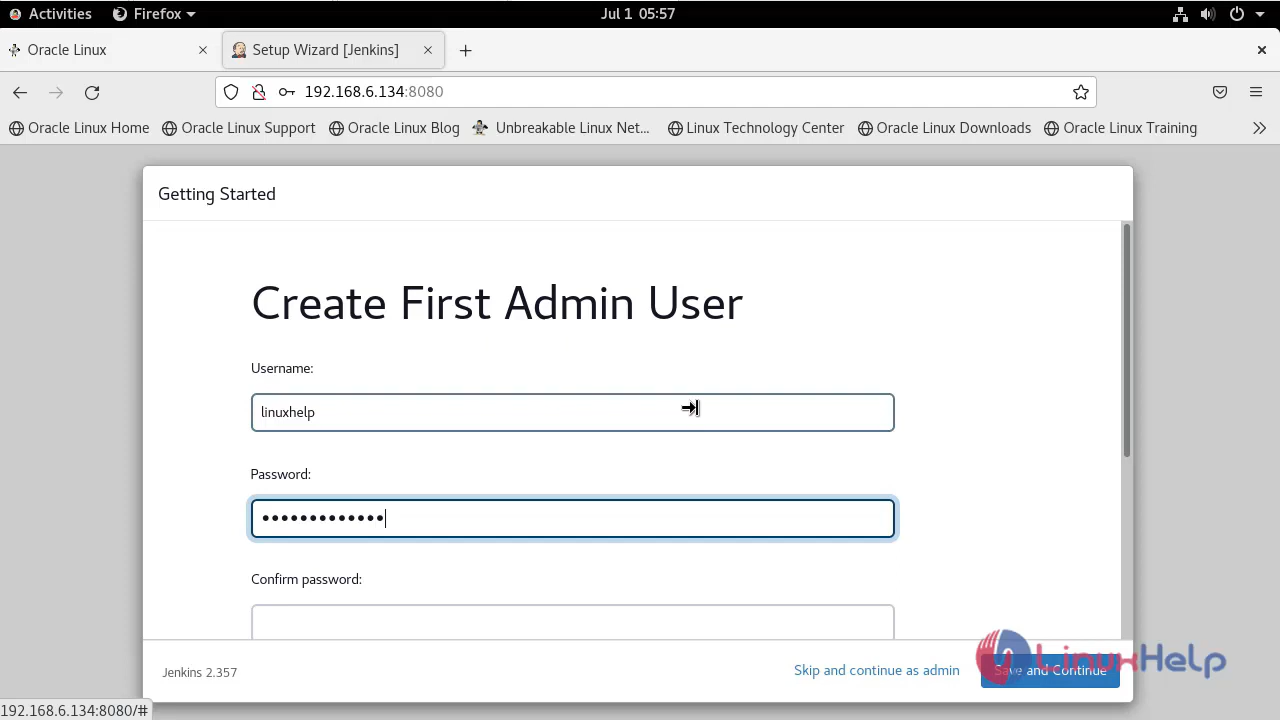 Activities Firefox Jul 1 05:57
Oracle Linux Setup Wizard [Jenkins]
192.168.6.134:8080
Oracle Linux Home Oracle Linux Support Oracle Linux Blog Unbreakable Linux Net... Linux Technology Center Oracle Linux Downloads Oracle Linux Training
Getting Started
Create First Admin User
Username:
linuxhelp
Password:
•••••••••••••
Confirm password:
Jenkins 2.357 Skip and continue as admin Save and Continue
LinuxHelp
192.168.6.134:8080/#